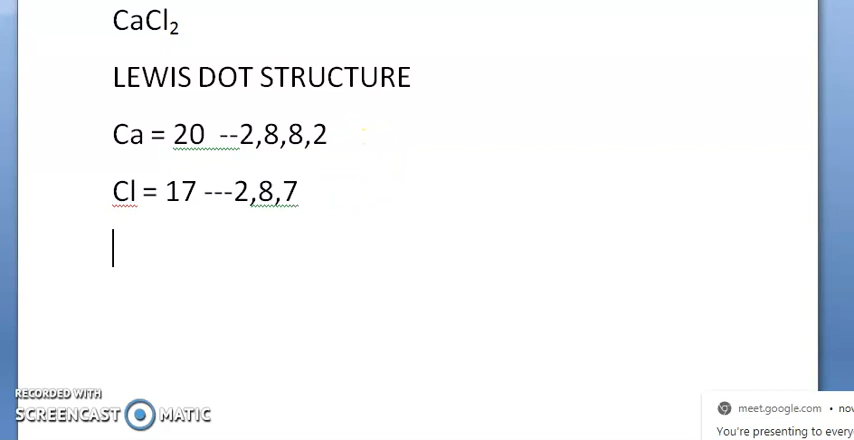 CaCl₂
LEWIS DOT STRUCTURE
Ca = 20 --2,8,8,2
Cl = 17 ---2,8,7
RECORDED WITH
SCREENCAST MATIC
meet.google.com • nov
You're presenting to every